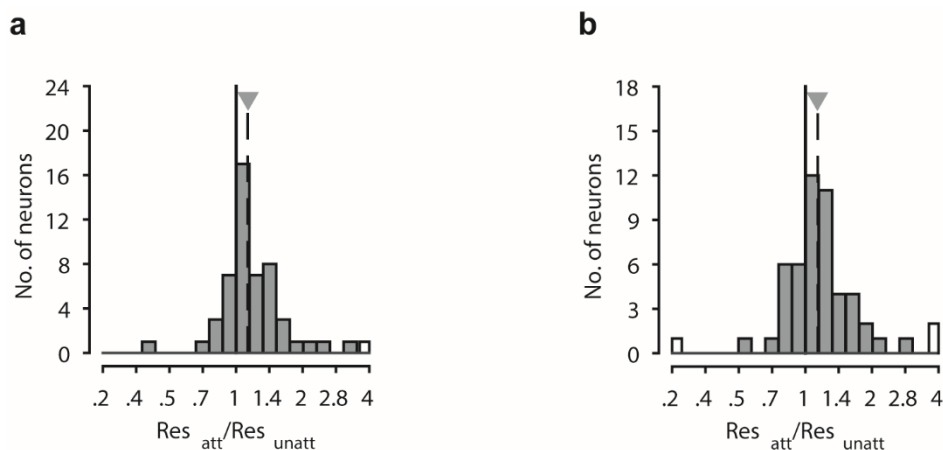 a
24
20
16
12
8
4
0
No. of neurons
.2 .4 .5 .7 1 1.4 2 2.8 4
Res att/Res unatt
b
18
15
12
9
6
3
0
No. of neurons
.2 .4 .5 .7 1 1.4 2 2.8 4
Res att/Res unatt